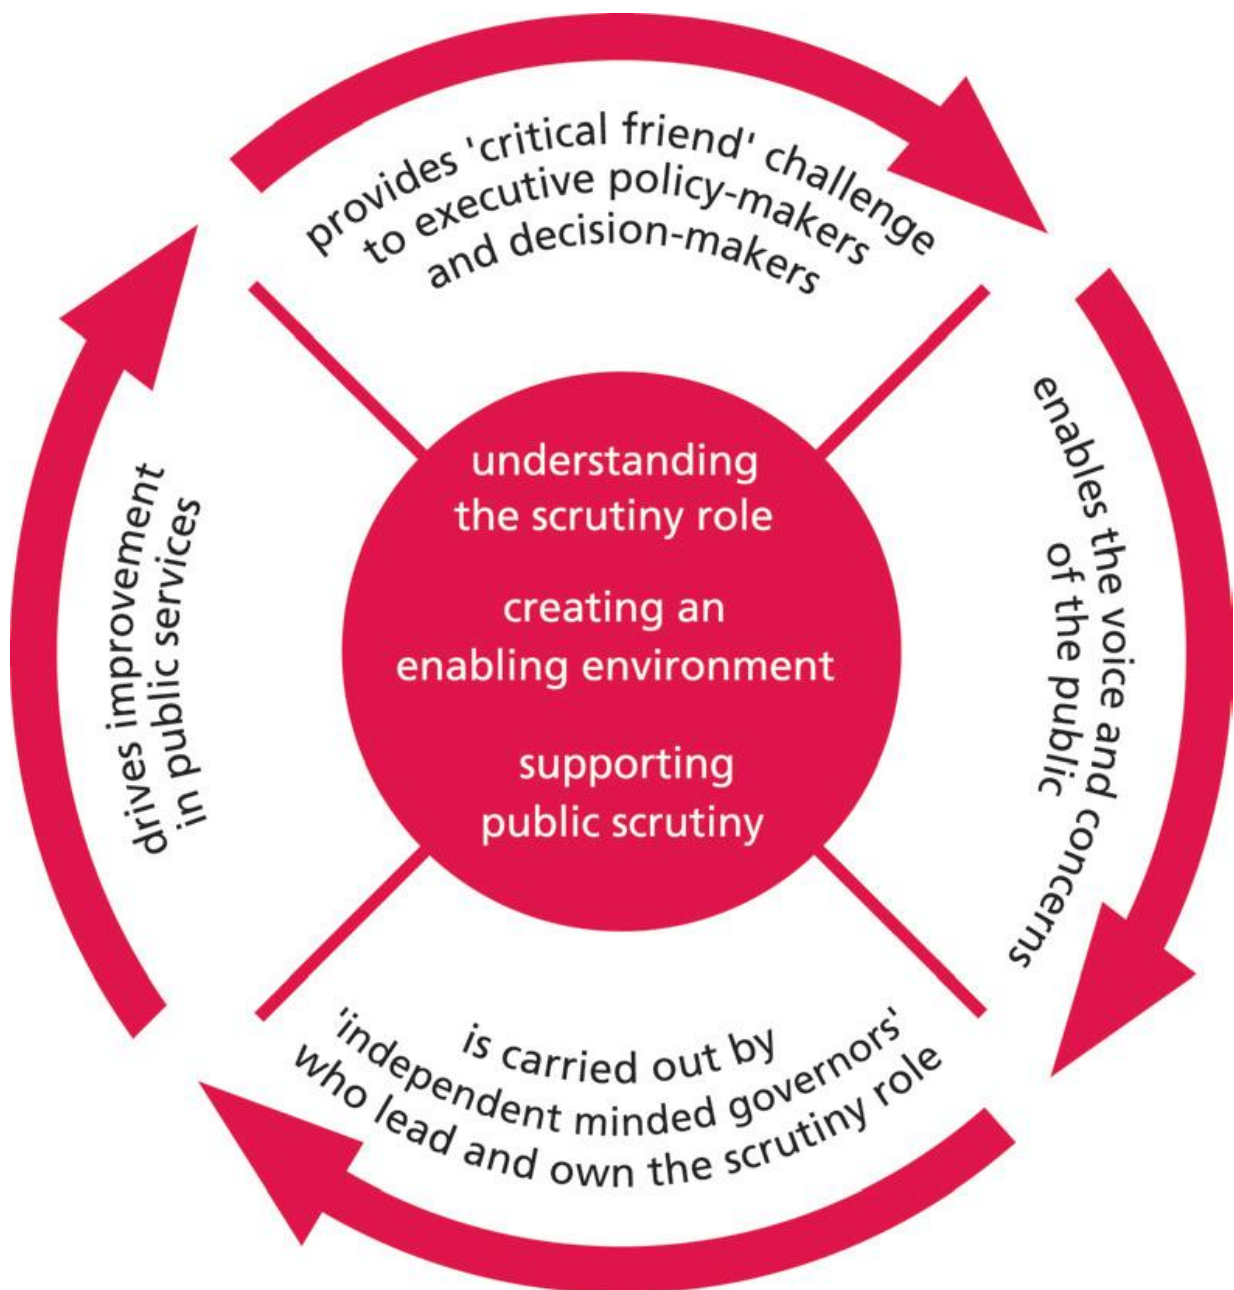 provides 'critical friend' challenge
to executive policy-makers
and decision-makers
enables the voice and concerns
of the public
is carried out by
'independent minded governors'
who lead and own the scrutiny role
drives improvement
in public services
understanding
the scrutiny role
creating an
enabling environment
supporting
public scrutiny